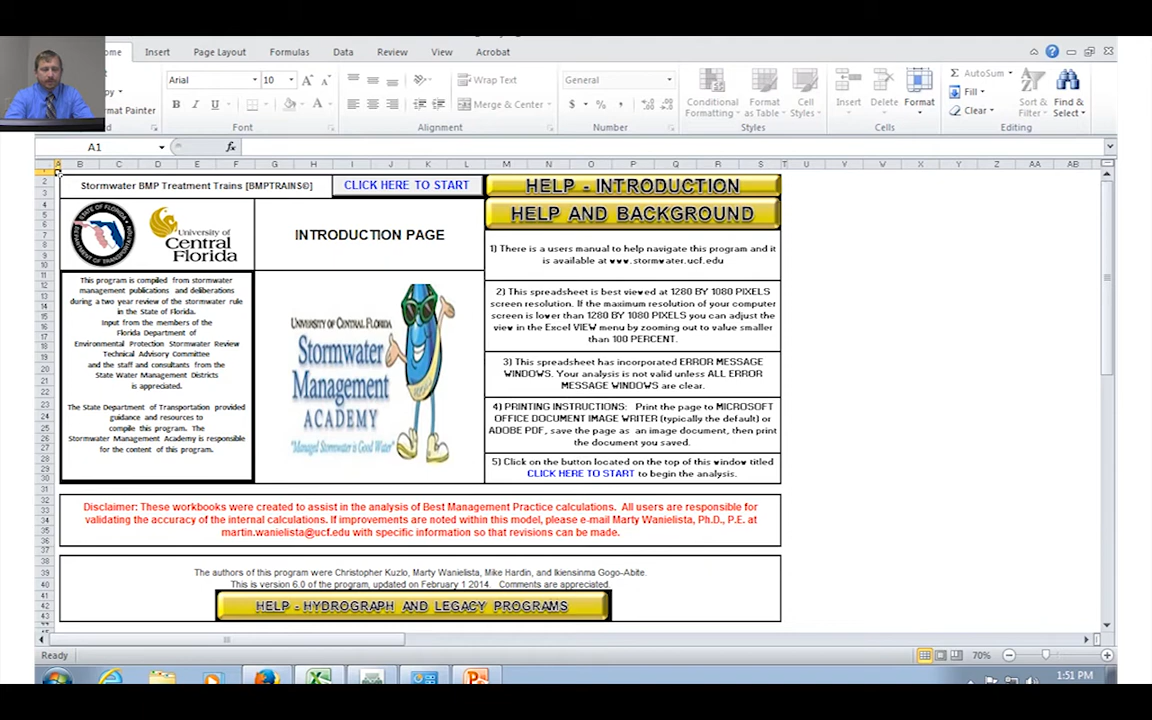 Insert Page Layout Formulas Data Review View Acrobat
Arial 10 Wrap Text General
Format Painter B I U Merge & Center $ % , Conditional Formatting Format as Table Cell Styles Insert Delete Format AutoSum Fill Clear Sort & Filter Find & Select
Font Alignment Number Styles Cells Editing
A1 fx
A B C D E F G H I J K L M N O P Q R S T U V W X Y Z AA AB
Stormwater BMP Treatment Trains [BMPTRAINS©]
CLICK HERE TO START
HELP - INTRODUCTION
HELP AND BACKGROUND
University of
Central
Florida
INTRODUCTION PAGE
1) There is a users manual to help navigate this program and it
is available at www.stormwater.ucf.edu
This program is compiled from stormwater
management publications and deliberations
during a two year review of the stormwater rule
in the State of Florida.
Input from the members of the
Florida Department of
Environmental Protection Stormwater Review
Technical Advisory Committee
and the staff and consultants from the
State Water Management Districts
is appreciated.
The State Department of Transportation provided
guidance and resources to
compile this program. The
Stormwater Management Academy is responsible
for the content of this program.
UNIVERSITY OF CENTRAL FLORIDA
Stormwater
Management
ACADEMY
"Managed Stormwater is Good Water"
2) This spreadsheet is best viewed at 1280 BY 1080 PIXELS
screen resolution. If the maximum resolution of your computer
screen is lower than 1280 BY 1080 PIXELS you can adjust the
view in the Excel VIEW menu by zooming out to value smaller
than 100 PERCENT.
3) This spreadsheet has incorporated ERROR MESSAGE
WINDOWS. Your analysis is not valid unless ALL ERROR
MESSAGE WINDOWS are clear.
4) PRINTING INSTRUCTIONS: Print the page to MICROSOFT
OFFICE DOCUMENT IMAGE WRITER (typically the default) or
ADOBE PDF, save the page as an image document, then print
the document you saved.
5) Click on the button located on the top of this window titled
CLICK HERE TO START to begin the analysis.
Disclaimer: These workbooks were created to assist in the analysis of Best Management Practice calculations. All users are responsible for
validating the accuracy of the internal calculations. If improvements are noted within this model, please e-mail Marty Wanielista, Ph.D., P.E. at
martin.wanielista@ucf.edu with specific information so that revisions can be made.
The authors of this program were Christopher Kuzlo, Marty Wanielista, Mike Hardin, and Ikiensinma Gogo-Abite.
This is version 6.0 of the program, updated on February 1 2014. Comments are appreciated.
HELP - HYDROGRAPH AND LEGACY PROGRAMS
Ready 70%
1:51 PM